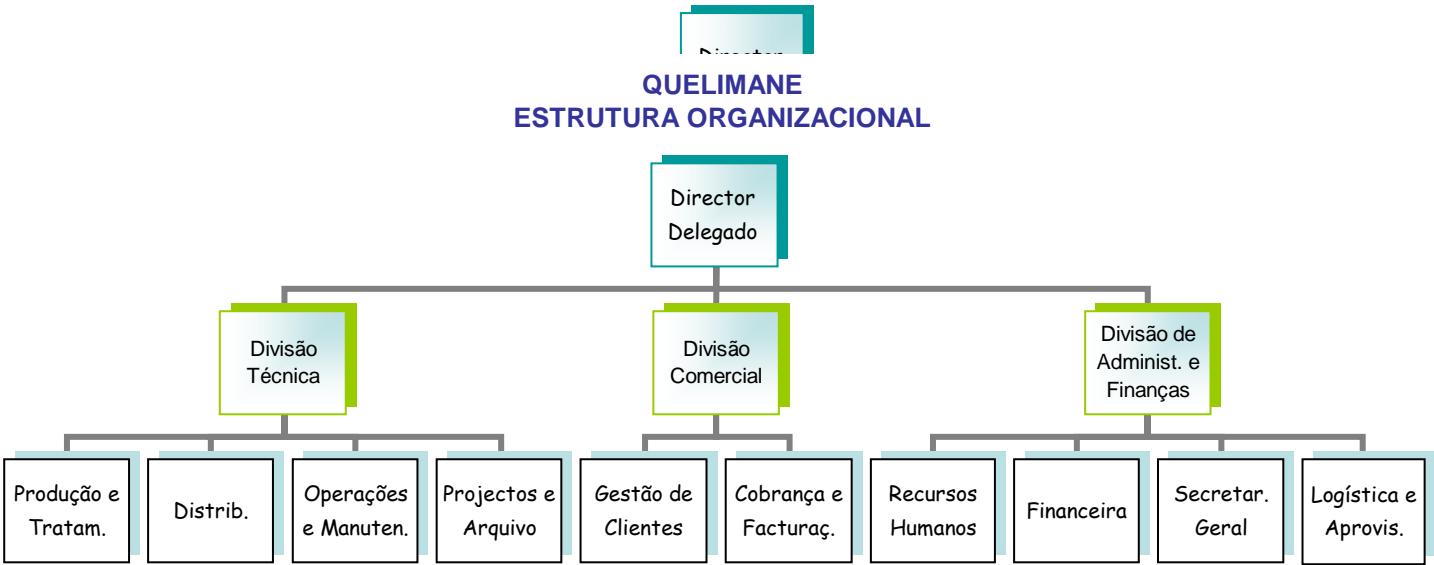 Director
QUELIMANE
ESTRUTURA ORGANIZACIONAL
Director
Delegado
Divisão
Técnica
Divisão
Comercial
Divisão de
Administ. e
Finanças
Produção e
Tratam.
Distrib.
Operações
e Manuten.
Projectos e
Arquivo
Gestão de
Clientes
Cobrança e
Facturaç.
Recursos
Humanos
Financeira
Secretar.
Geral
Logística e
Aprovis.